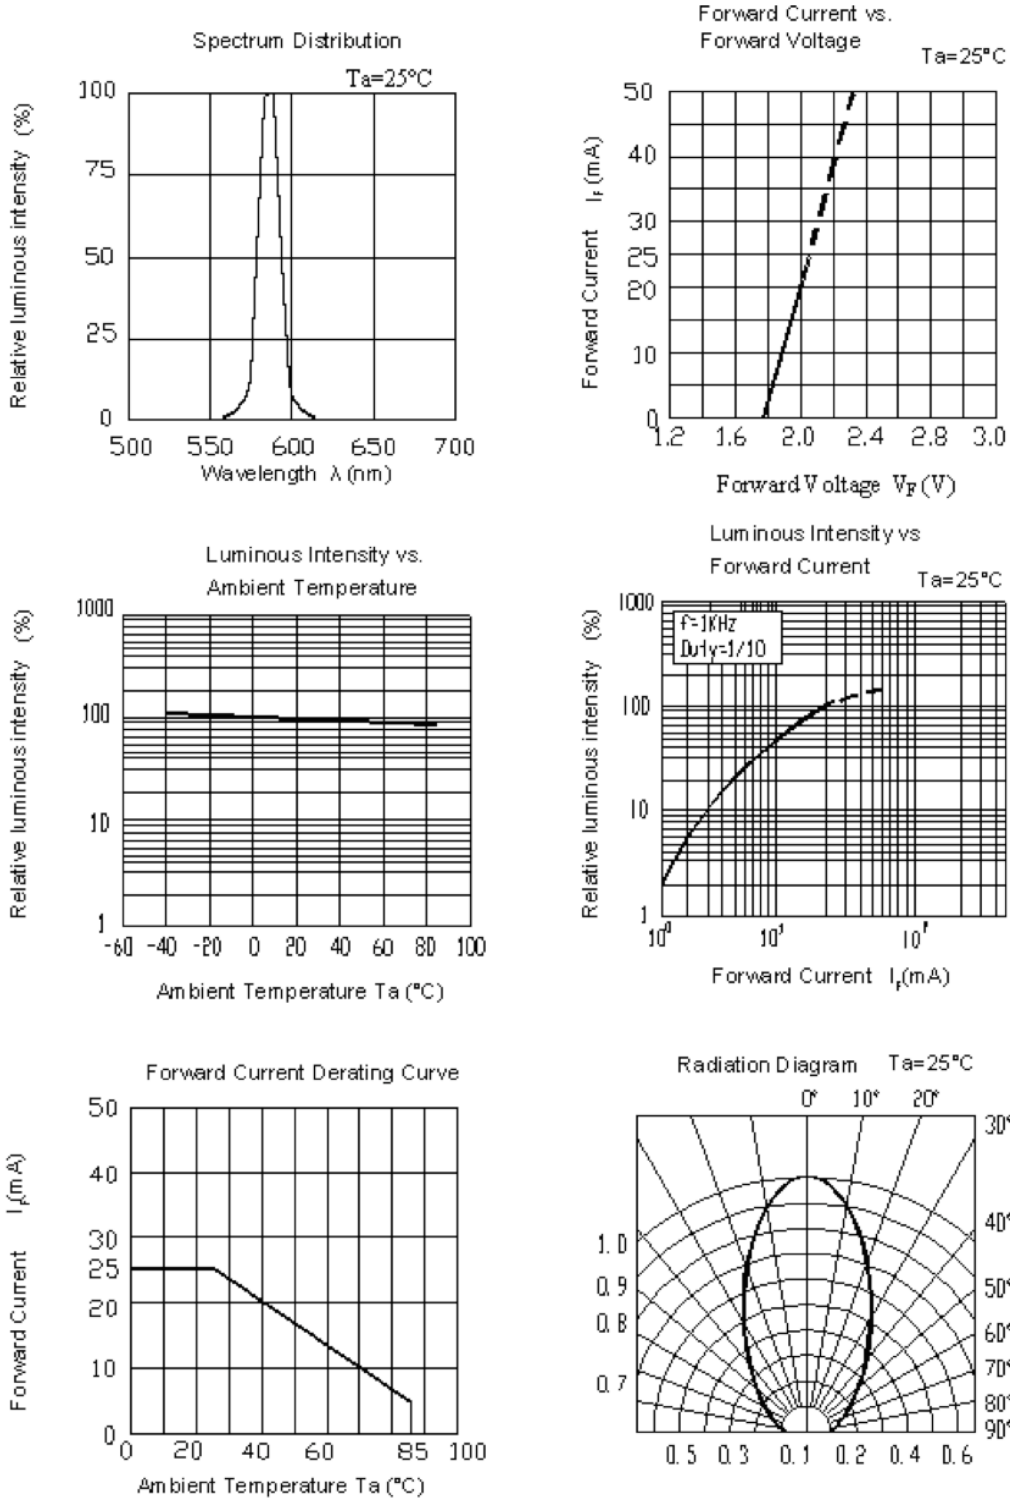 Spectrum Distribution
Ta=25°C
Relative luminous intensity (%)
100
75
50
25
0
500 550 600 650 700
Wavelength λ (nm)
Forward Current vs.
Forward Voltage
Ta=25°C
Forward Current IF (mA)
50
40
30
25
20
10
0
1.2 1.6 2.0 2.4 2.8 3.0
Forward Voltage VF (V)
Luminous Intensity vs.
Ambient Temperature
Relative luminous intensity (%)
1000
100
10
1
-60 -40 -20 0 20 40 60 80 100
Ambient Temperature Ta (°C)
Luminous Intensity vs
Forward Current
Ta=25°C
f=1KHz
Duty=1/10
Relative luminous intensity (%)
1000
100
10
1
10⁰ 10¹
Forward Current IF(mA)
Forward Current Derating Curve
Forward Current IF(mA)
50
40
30
25
20
10
0
0 20 40 60 85 100
Ambient Temperature Ta (°C)
Radiation Diagram Ta=25°C
0° 10° 20°
30°
40°
50°
60°
70°
80°
90°
1.0
0.9
0.8
0.7
0.5 0.3 0.1 0.2 0.4 0.6